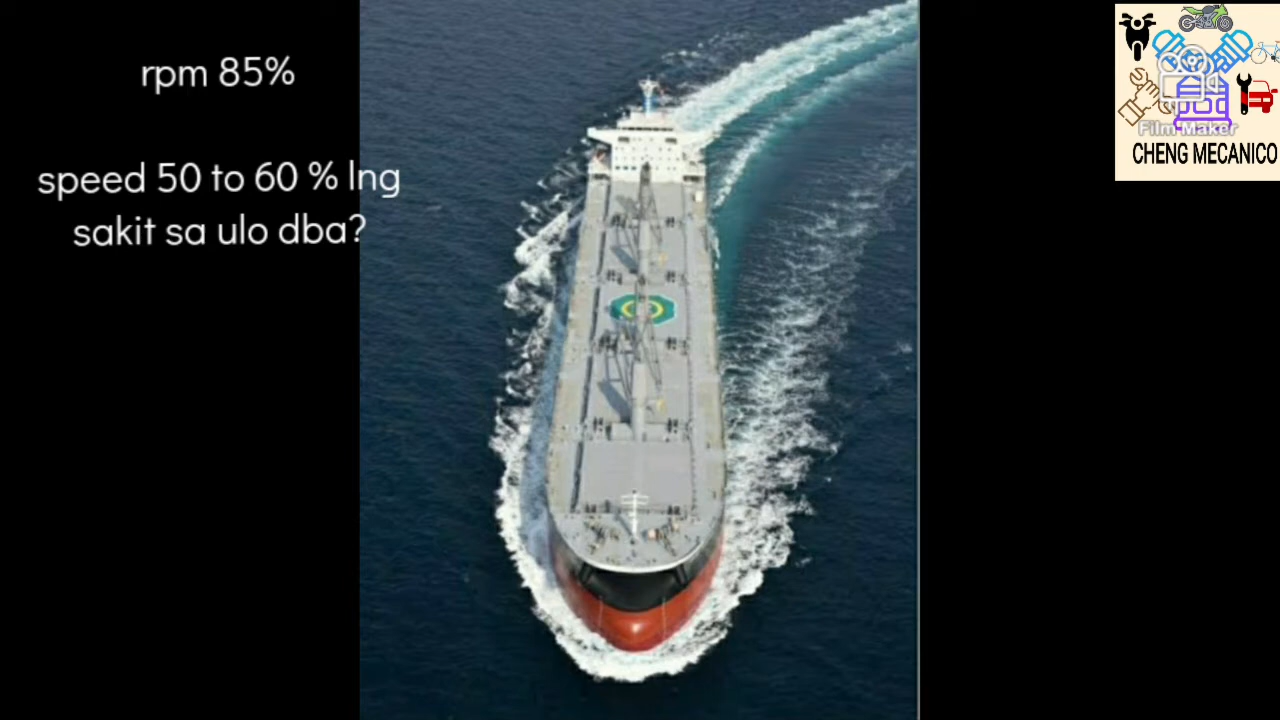 rpm 85%
speed 50 to 60 % lng
sakit sa ulo dba?
Film Maker
CHENG MECANICO